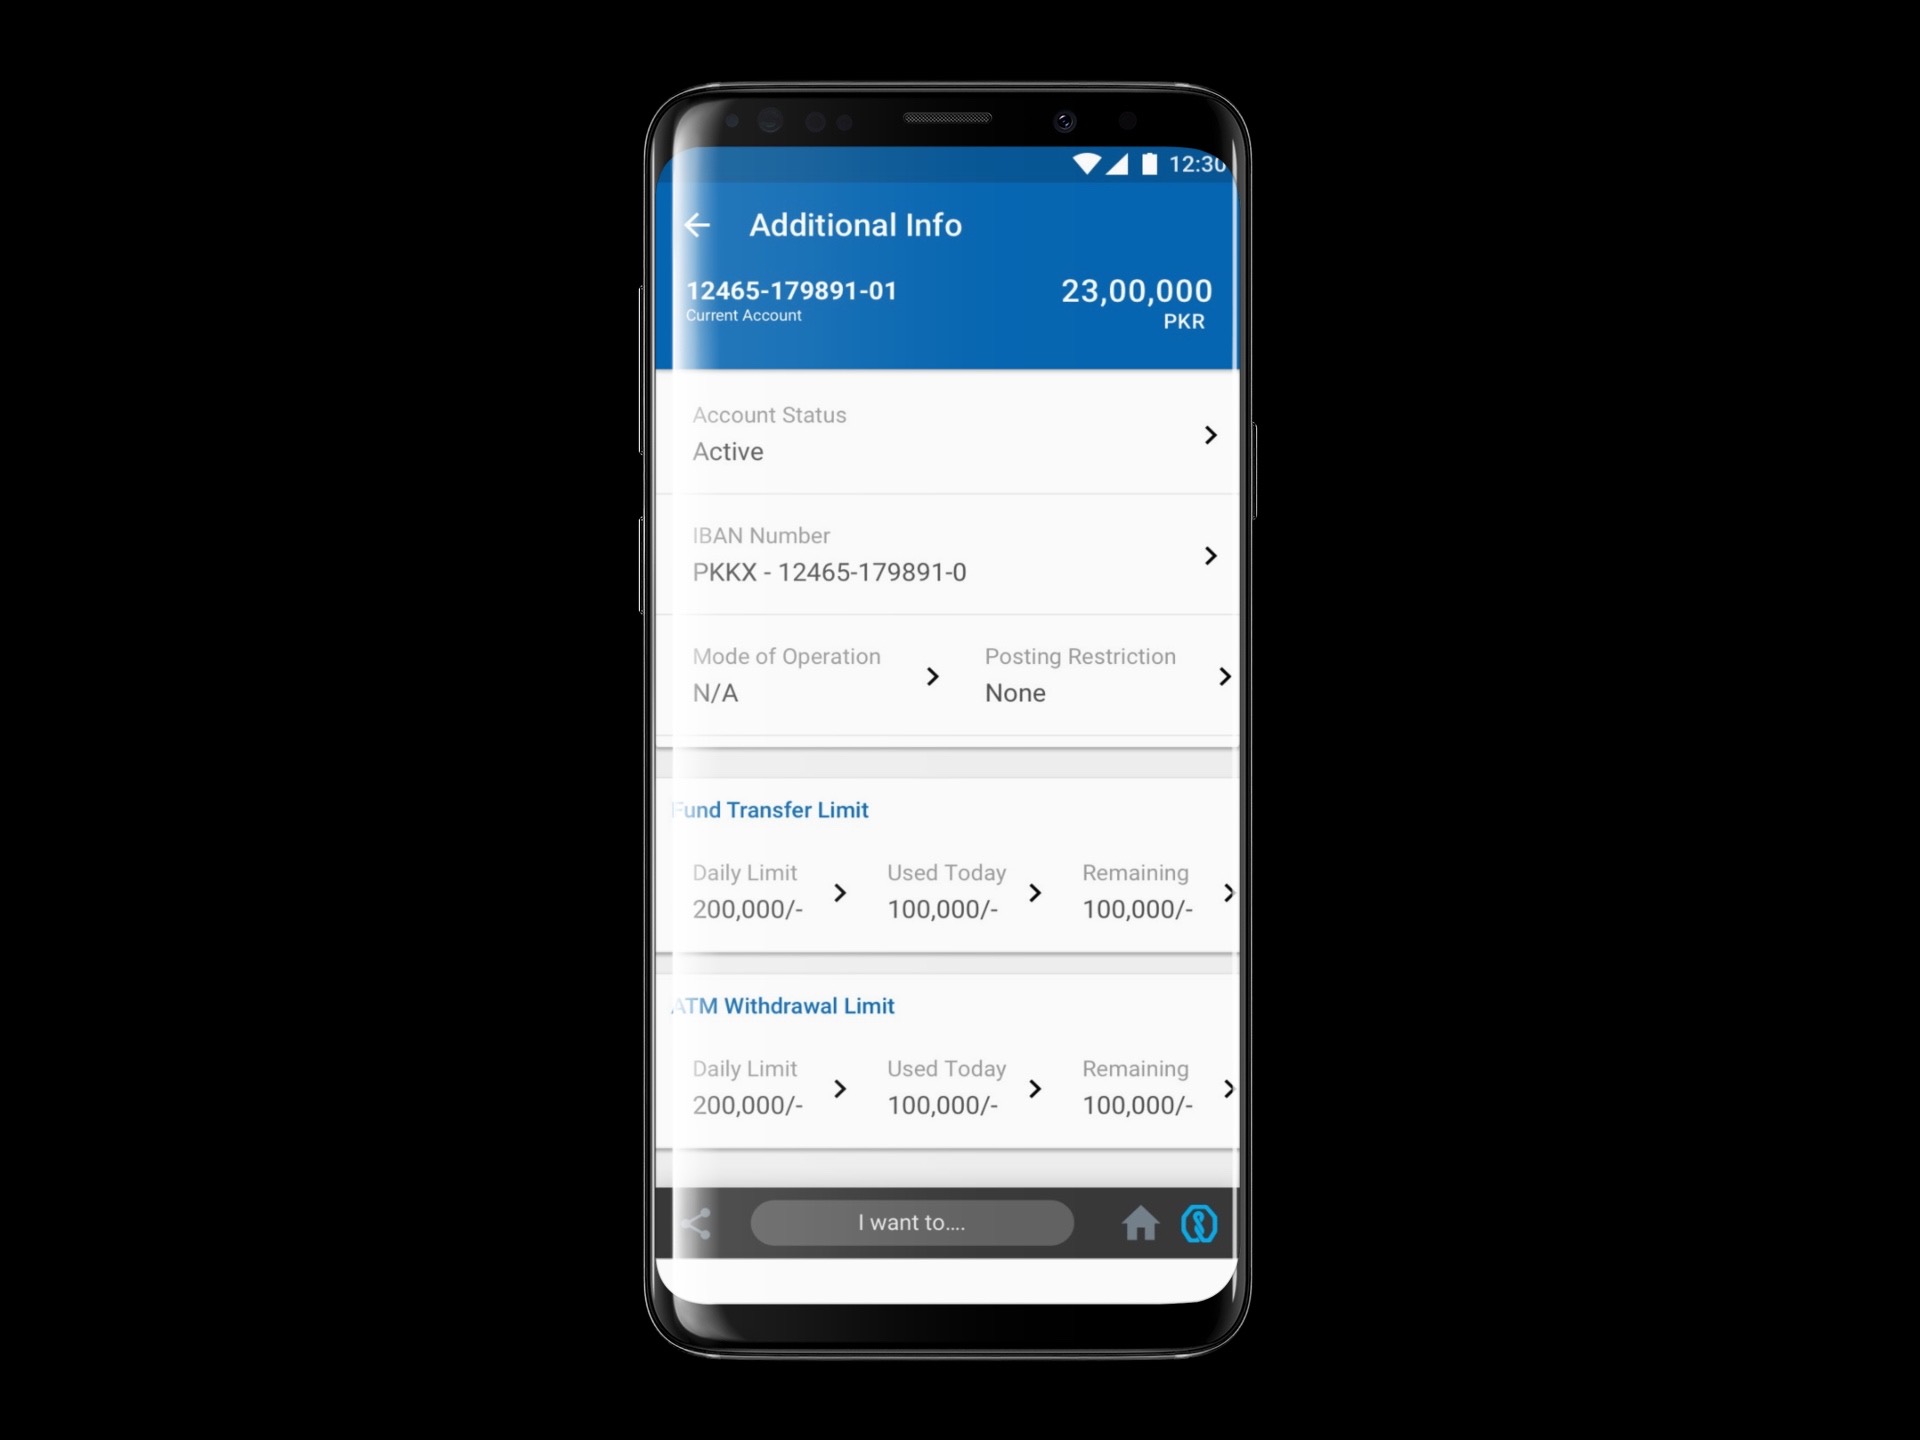 12:30
Additional Info
12465-179891-01 23,00,000
Current Account PKR
Account Status
Active
IBAN Number
PKKX - 12465-179891-0
Mode of Operation Posting Restriction
N/A None
Fund Transfer Limit
Daily Limit Used Today Remaining
200,000/- 100,000/- 100,000/-
ATM Withdrawal Limit
Daily Limit Used Today Remaining
200,000/- 100,000/- 100,000/-
I want to....